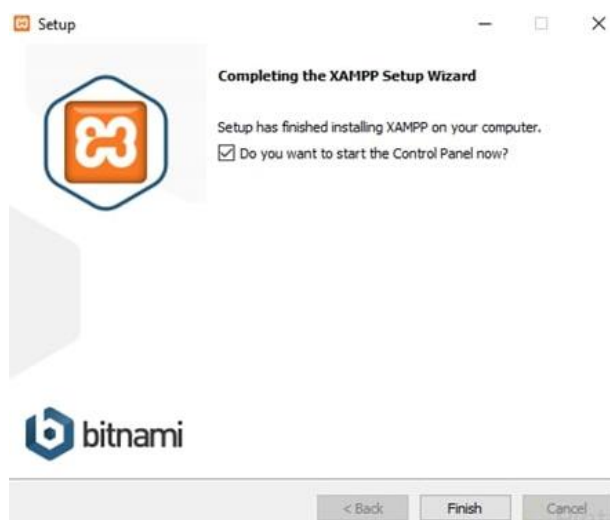 Setup
Completing the XAMPP Setup Wizard
Setup has finished installing XAMPP on your computer.
Do you want to start the Control Panel now?
bitnami
< Back
Finish
Cancel